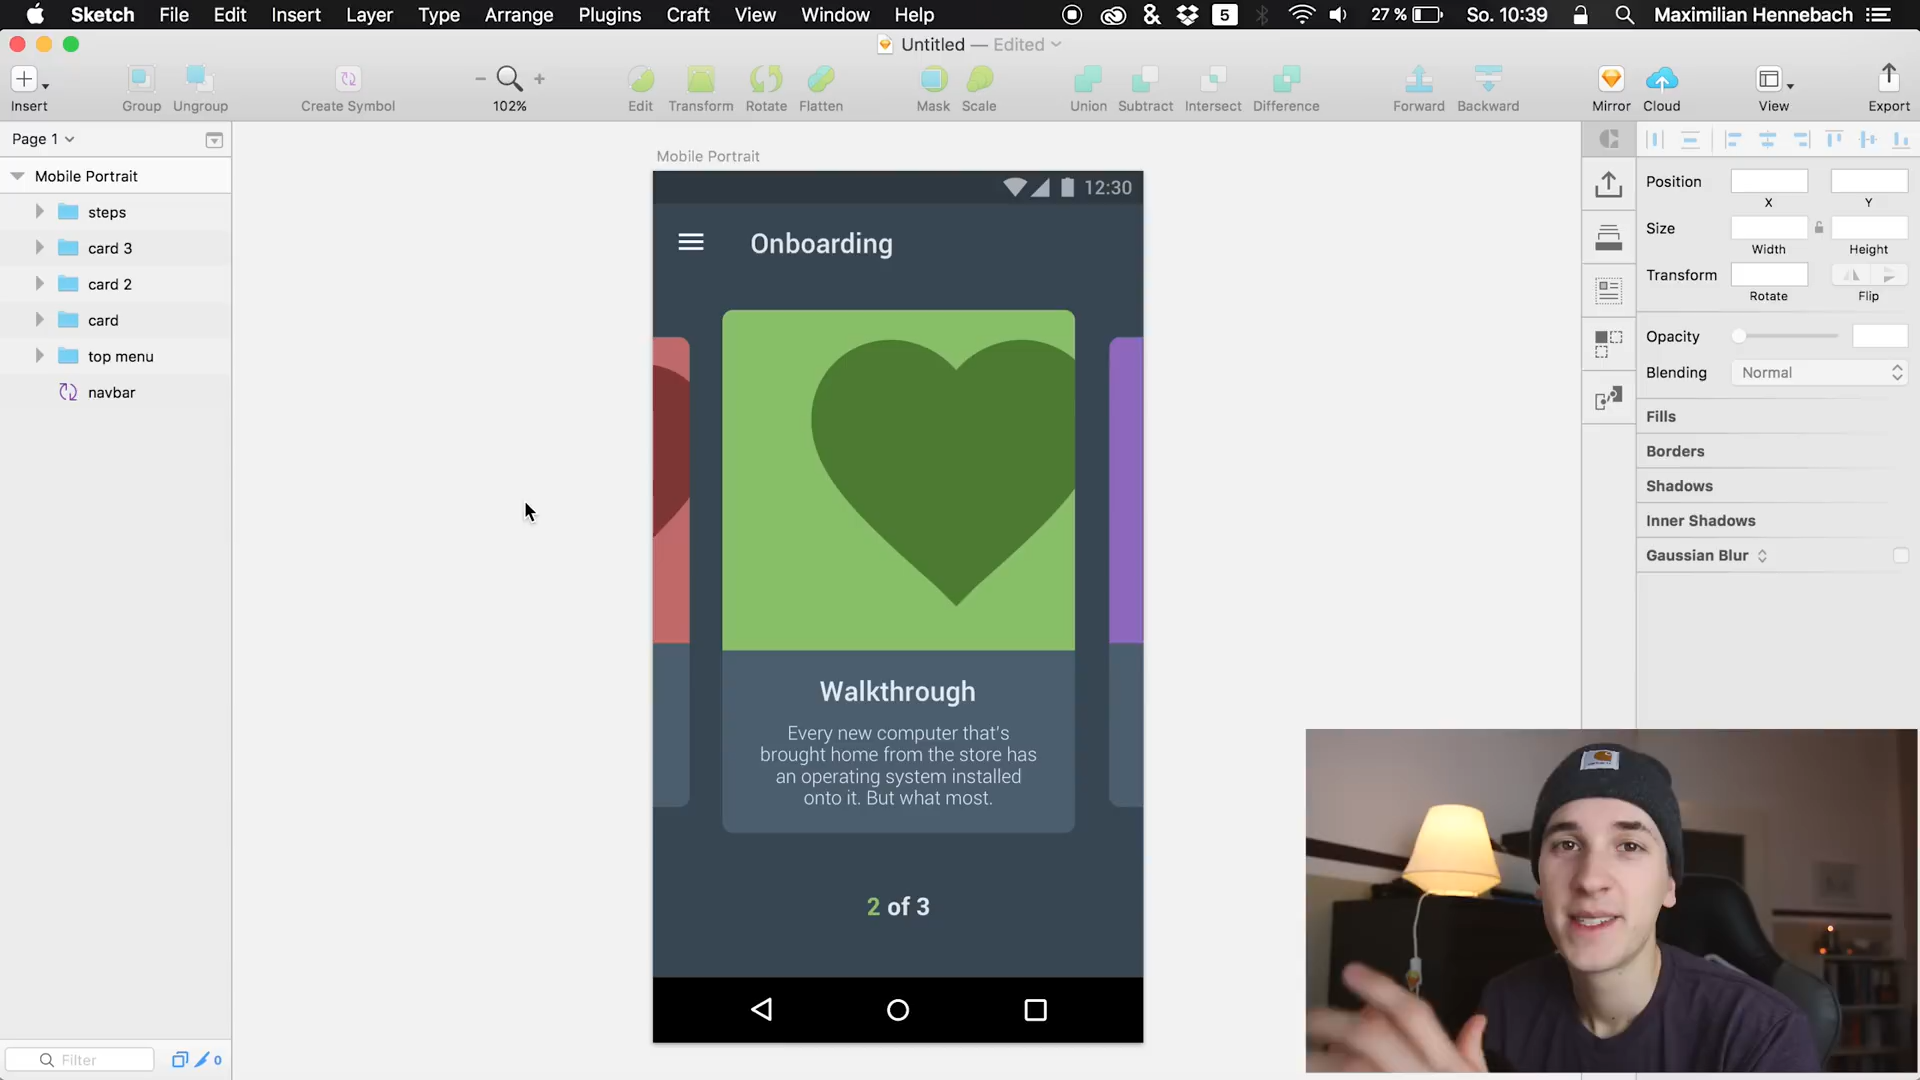 Sketch File Edit Insert Layer Type Arrange Plugins Craft View Window Help 5 27 % So. 10:39 Maximilian Hennebach
Untitled — Edited
Insert Group Ungroup Create Symbol 102% Edit Transform Rotate Flatten Mask Scale Union Subtract Intersect Difference Forward Backward Mirror Cloud View Export
Page 1
Mobile Portrait
steps
card 3
card 2
card
top menu
navbar
Filter
0
Mobile Portrait
12:30
Onboarding
Walkthrough
Every new computer that's
brought home from the store has
an operating system installed
onto it. But what most.
2 of 3
Position
X Y
Size
Width Height
Transform
Rotate Flip
Opacity
Blending Normal
Fills
Borders
Shadows
Inner Shadows
Gaussian Blur